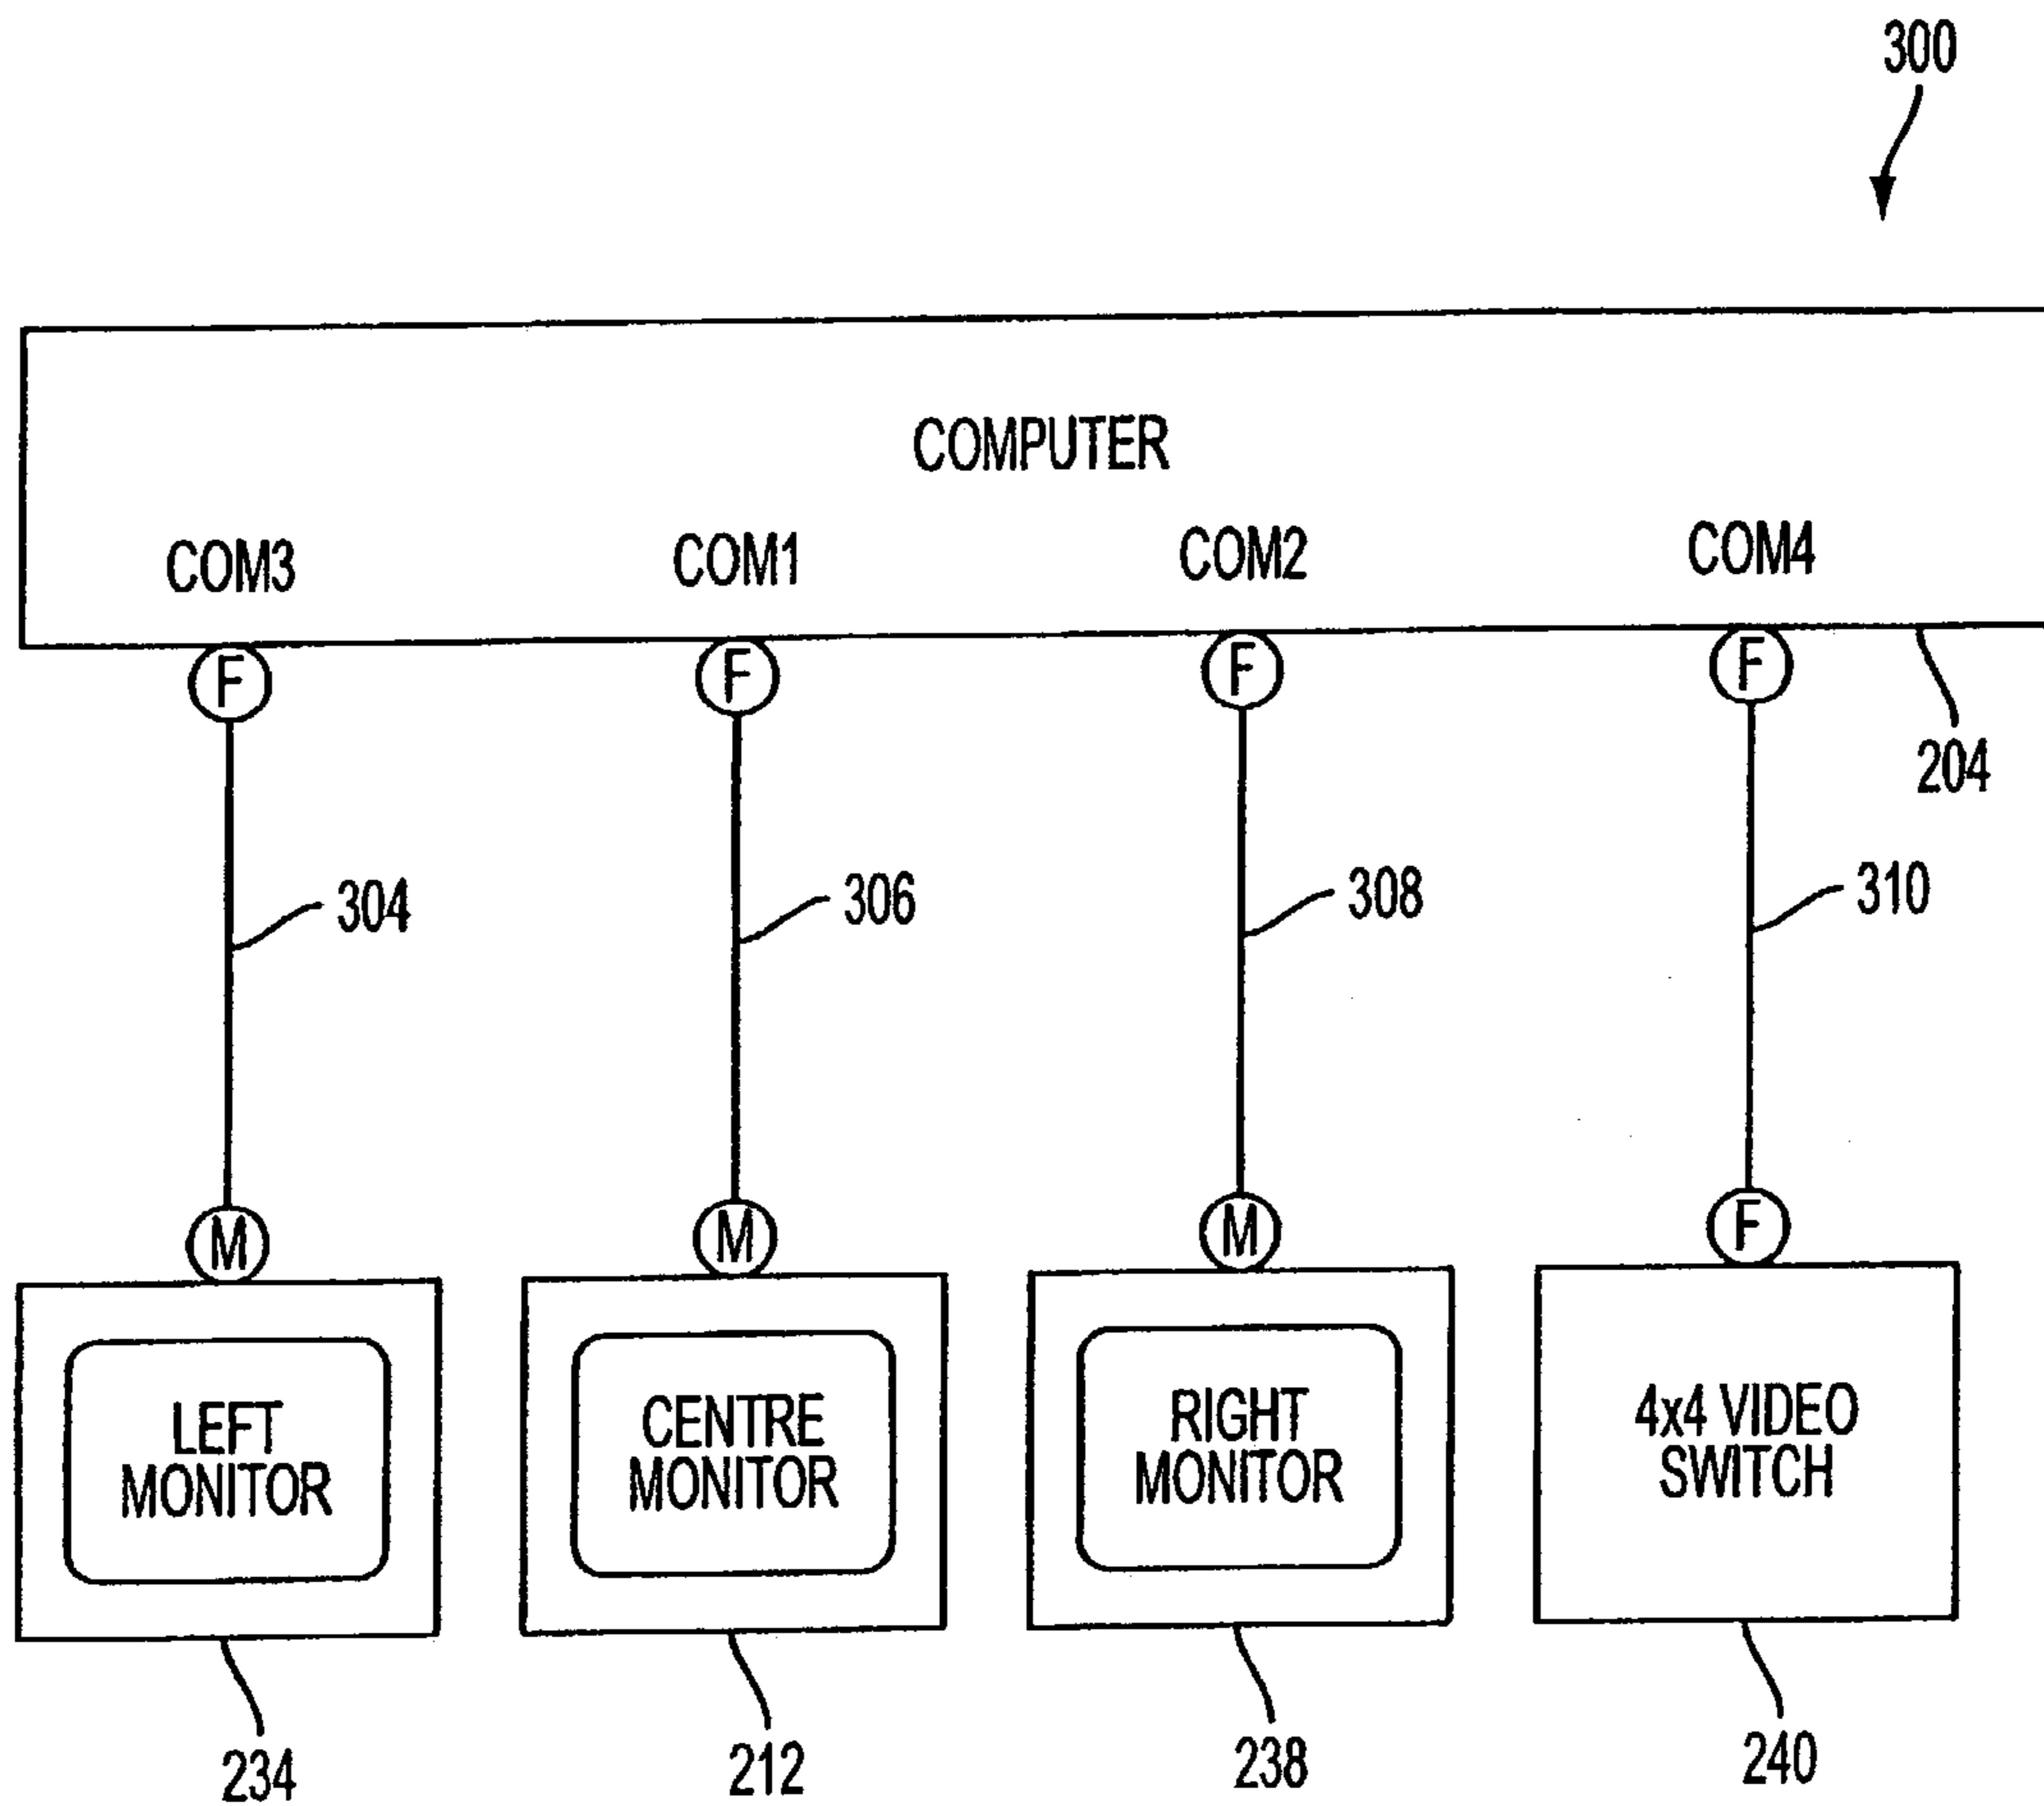 300
COMPUTER
COM3 COM1 COM2 COM4
F F F F
204
304 306 308 310
M M M F
LEFT
MONITOR
CENTRE
MONITOR
RIGHT
MONITOR
4x4 VIDEO
SWITCH
234 212 238 240